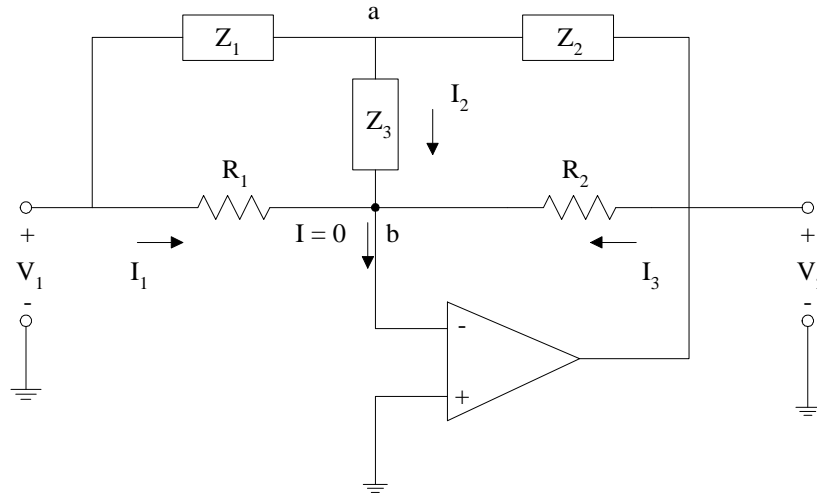 a
Z1
Z2
I2
Z3
R1
R2
+
V1
-
I1
I = 0
b
I3
+
-
-
+